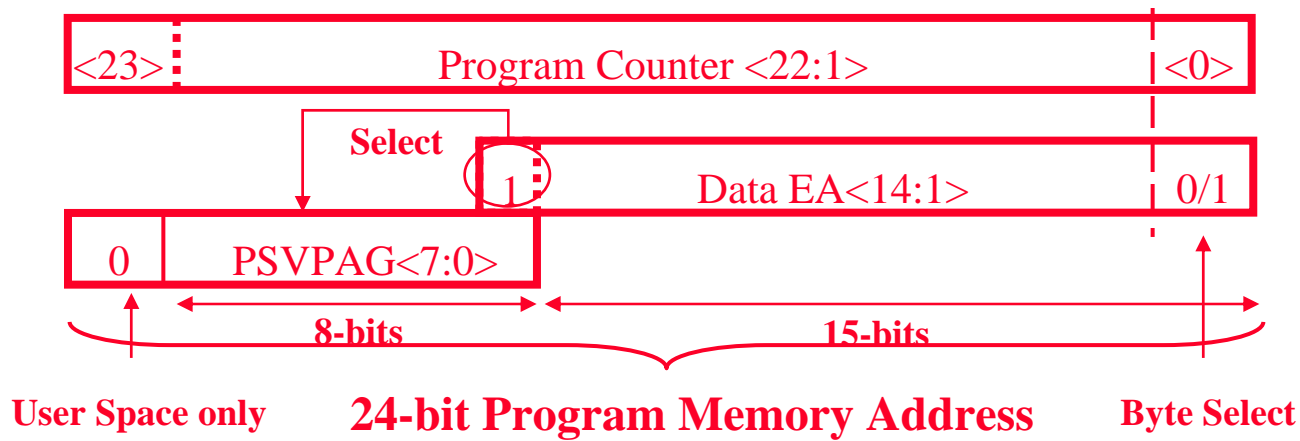 <23> Program Counter <22:1> <0>
Select
1 Data EA<14:1> 0/1
0 PSVPAG<7:0>
8-bits 15-bits
User Space only 24-bit Program Memory Address Byte Select